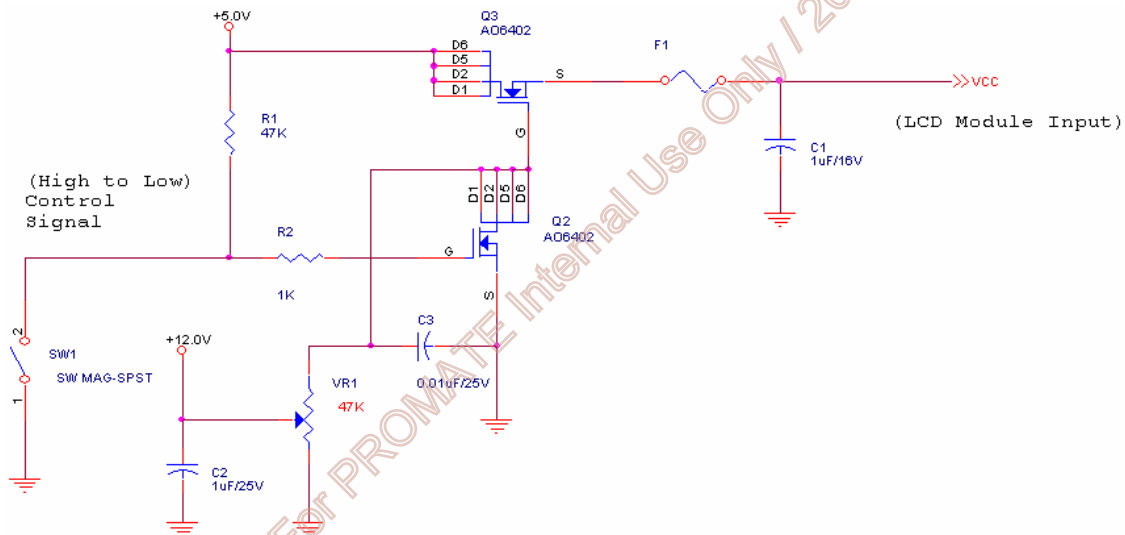 +5.0V
Q3
AO6402
D6
D5
D2
D1
S
G
F1
VCC
(LCD Module Input)
C1
1uF/16V
R1
47K
(High to Low)
Control
Signal
D1
D2
D5
D6
Q2
AO6402
R2
1K
G
S
C3
0.01uF/25V
+12.0V
2
SW1
SW MAG-SPST
1
VR1
47K
C2
1uF/25V
For PROMATE Internal Use Only / 20